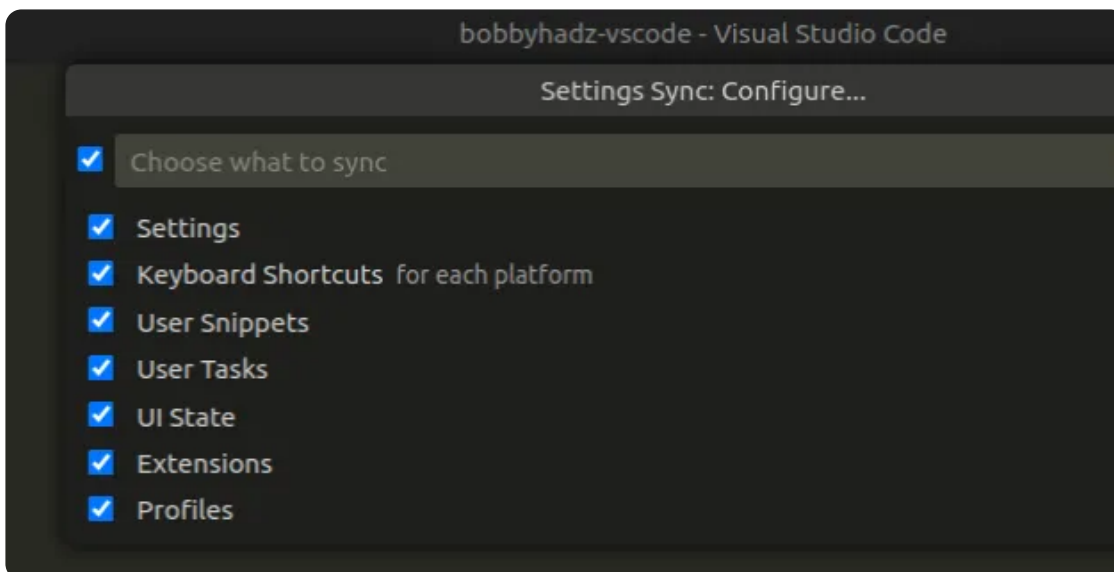 bobbyhadz-vscode - Visual Studio Code
Settings Sync: Configure...
Choose what to sync
Settings
Keyboard Shortcuts for each platform
User Snippets
User Tasks
UI State
Extensions
Profiles